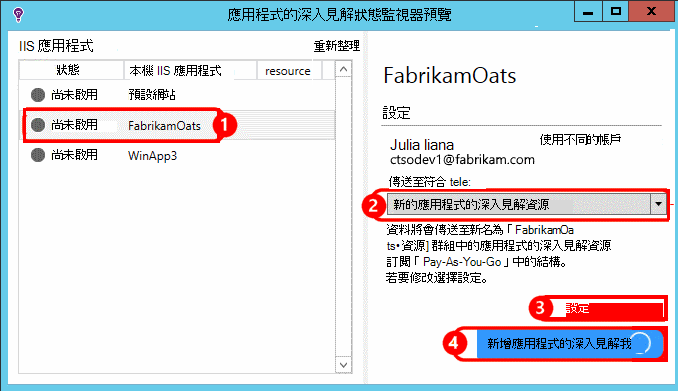 應用程式的深入見解狀態監視器預覽
IIS 應用程式
重新整理
狀態 本機 IIS 應用程式 resource
尚未啟用 預設網站
尚未啟用 FabrikamOats 1
尚未啟用 WinApp3
FabrikamOats
設定
Julia liana 使用不同的帳戶
ctsodev1@fabrikam.com
傳送至符合 tele:
2 新的應用程式的深入見解資源
資料將會傳送至新名為「FabrikamOa
ts•資源] 群組中的應用程式的深入見解資源
訂閱「Pay-As-You-Go」中的結構。
若要修改選擇設定。
3 設定
4 新增應用程式的深入見解我